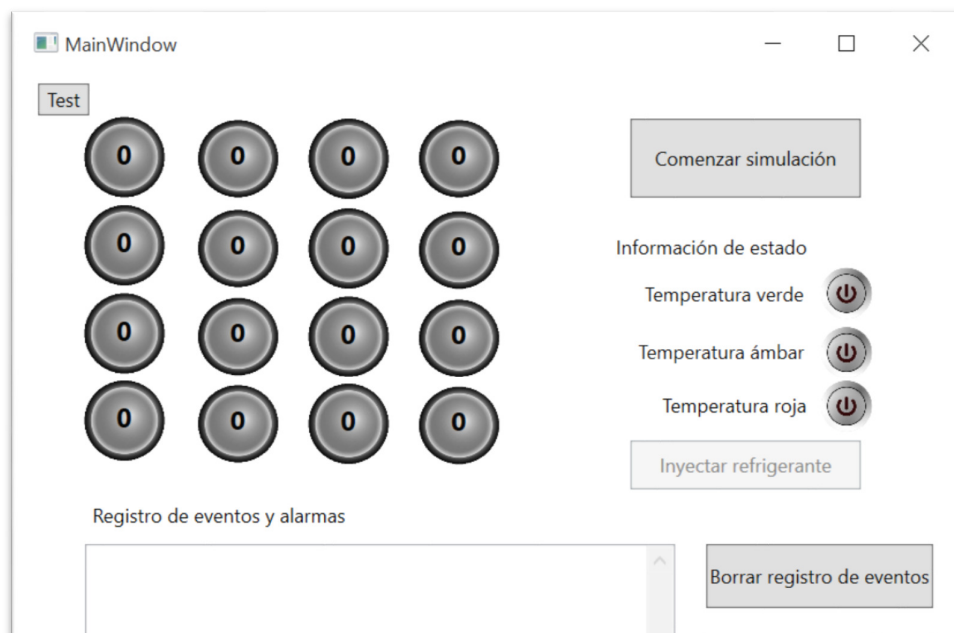 MainWindow
Test
0 0 0 0
Comenzar simulación
0 0 0 0
Información de estado
Temperatura verde
0 0 0 0
Temperatura ámbar
Temperatura roja
0 0 0 0
Inyectar refrigerante
Registro de eventos y alarmas
Borrar registro de eventos